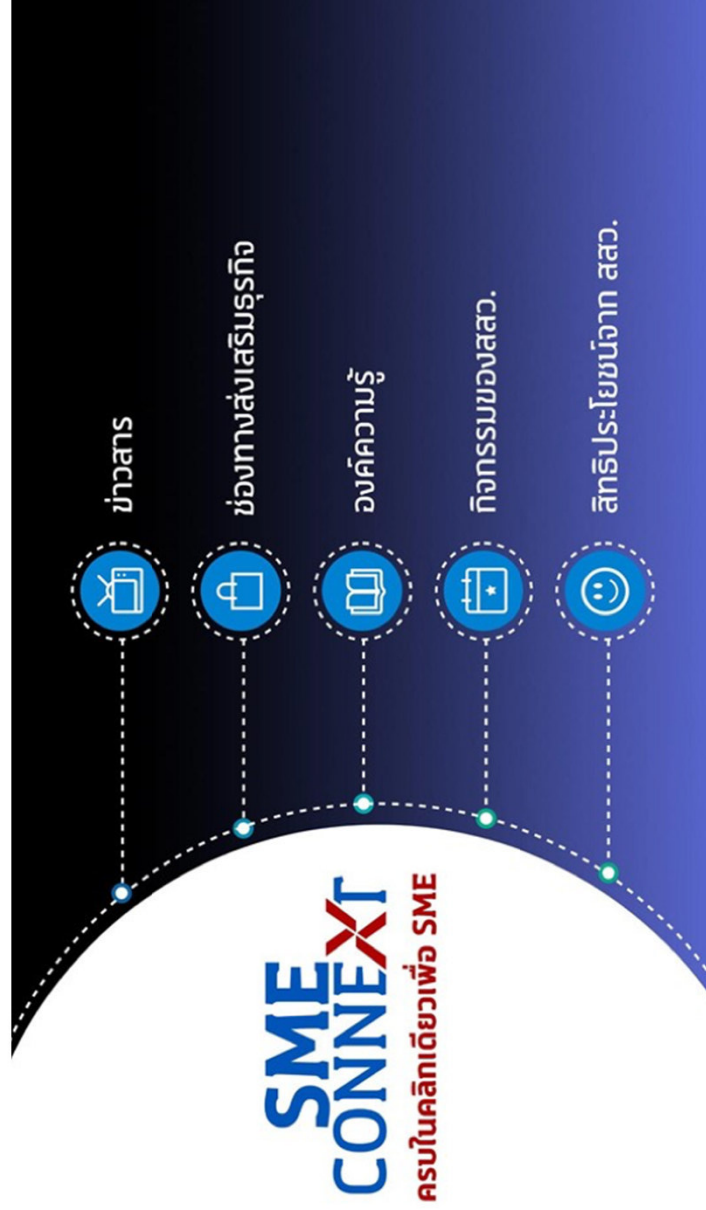 SME
CONNEXT
ครบในคลิกเดียวเพื่อ SME
ข่าวสาร
ช่องทางส่งเสริมธุรกิจ
องค์ความรู้
กิจกรรมของสสว.
สิทธิประโยชน์จาก สสว.